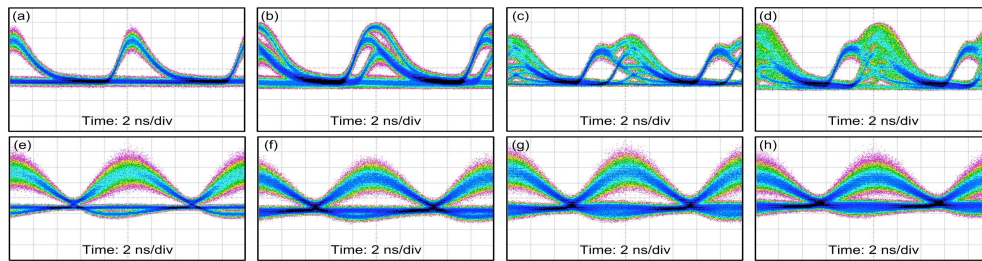 (a)
Time: 2 ns/div
(b)
Time: 2 ns/div
(c)
Time: 2 ns/div
(d)
Time: 2 ns/div
(e)
Time: 2 ns/div
(f)
Time: 2 ns/div
(g)
Time: 2 ns/div
(h)
Time: 2 ns/div